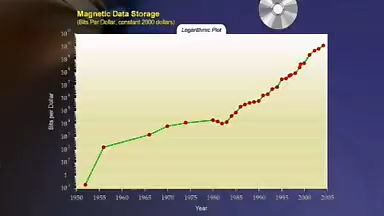 Magnetic Data Storage
(Bits Per Dollar, constant 2000 dollars)
Logarithmic Plot
Bits per Dollar
1
1950 1955 1960 1965 1970 1975 1980 1985 1990 1995 2000 2005
Year